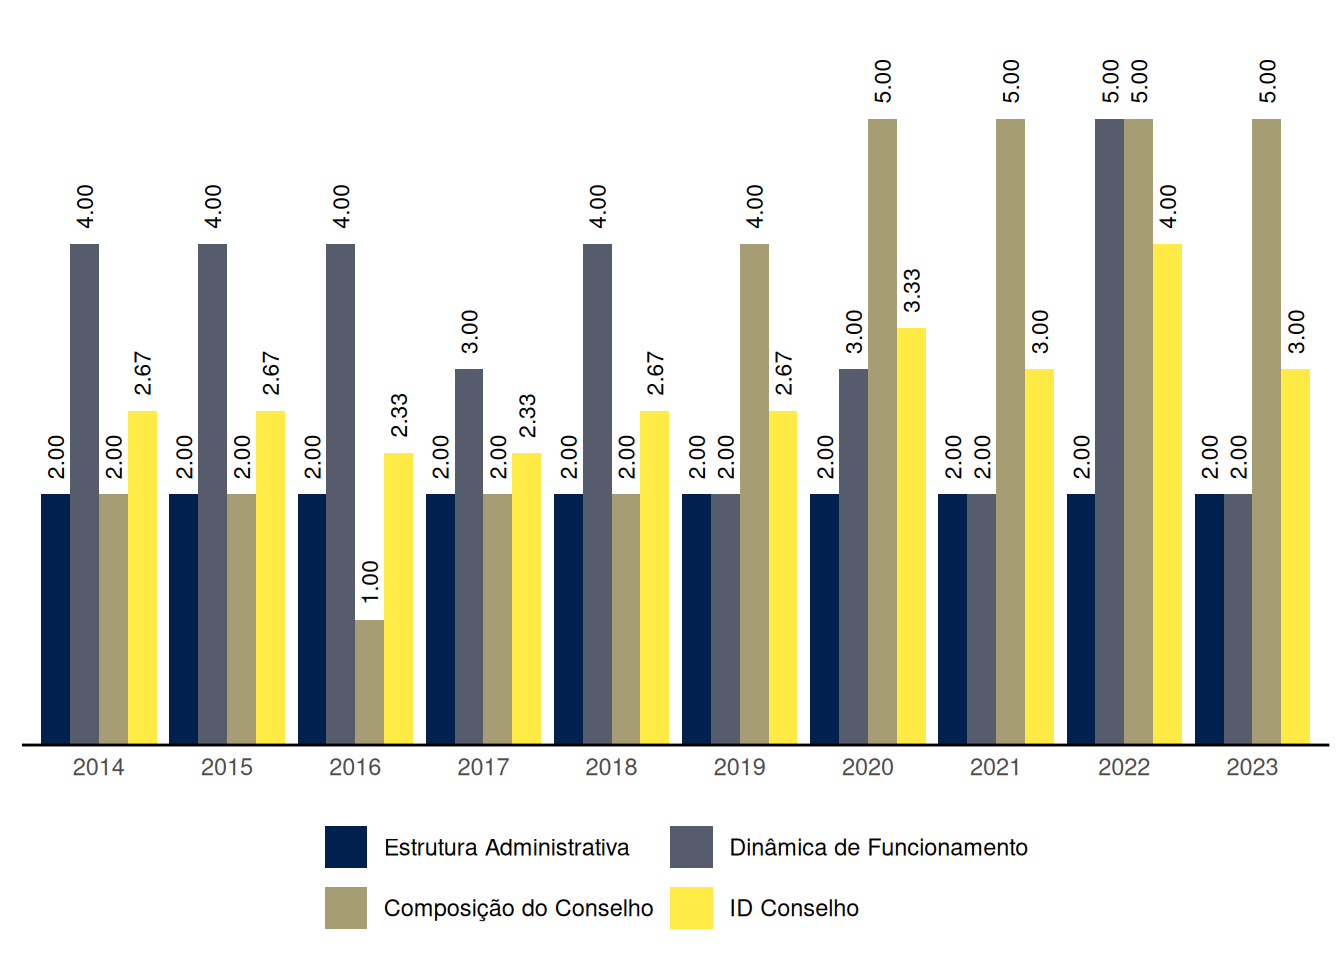 2.00 4.00 2.00 2.67 2.00 4.00 2.00 2.67 2.00 4.00 1.00 2.33 2.00 3.00 2.00 2.33 2.00 4.00 2.00 2.67 2.00 2.00 4.00 2.67 2.00 3.00 5.00 3.33 2.00 2.00 5.00 3.00 2.00 5.00 5.00 4.00 2.00 2.00 5.00 3.00
2014 2015 2016 2017 2018 2019 2020 2021 2022 2023
Estrutura Administrativa Dinâmica de Funcionamento
Composição do Conselho ID Conselho